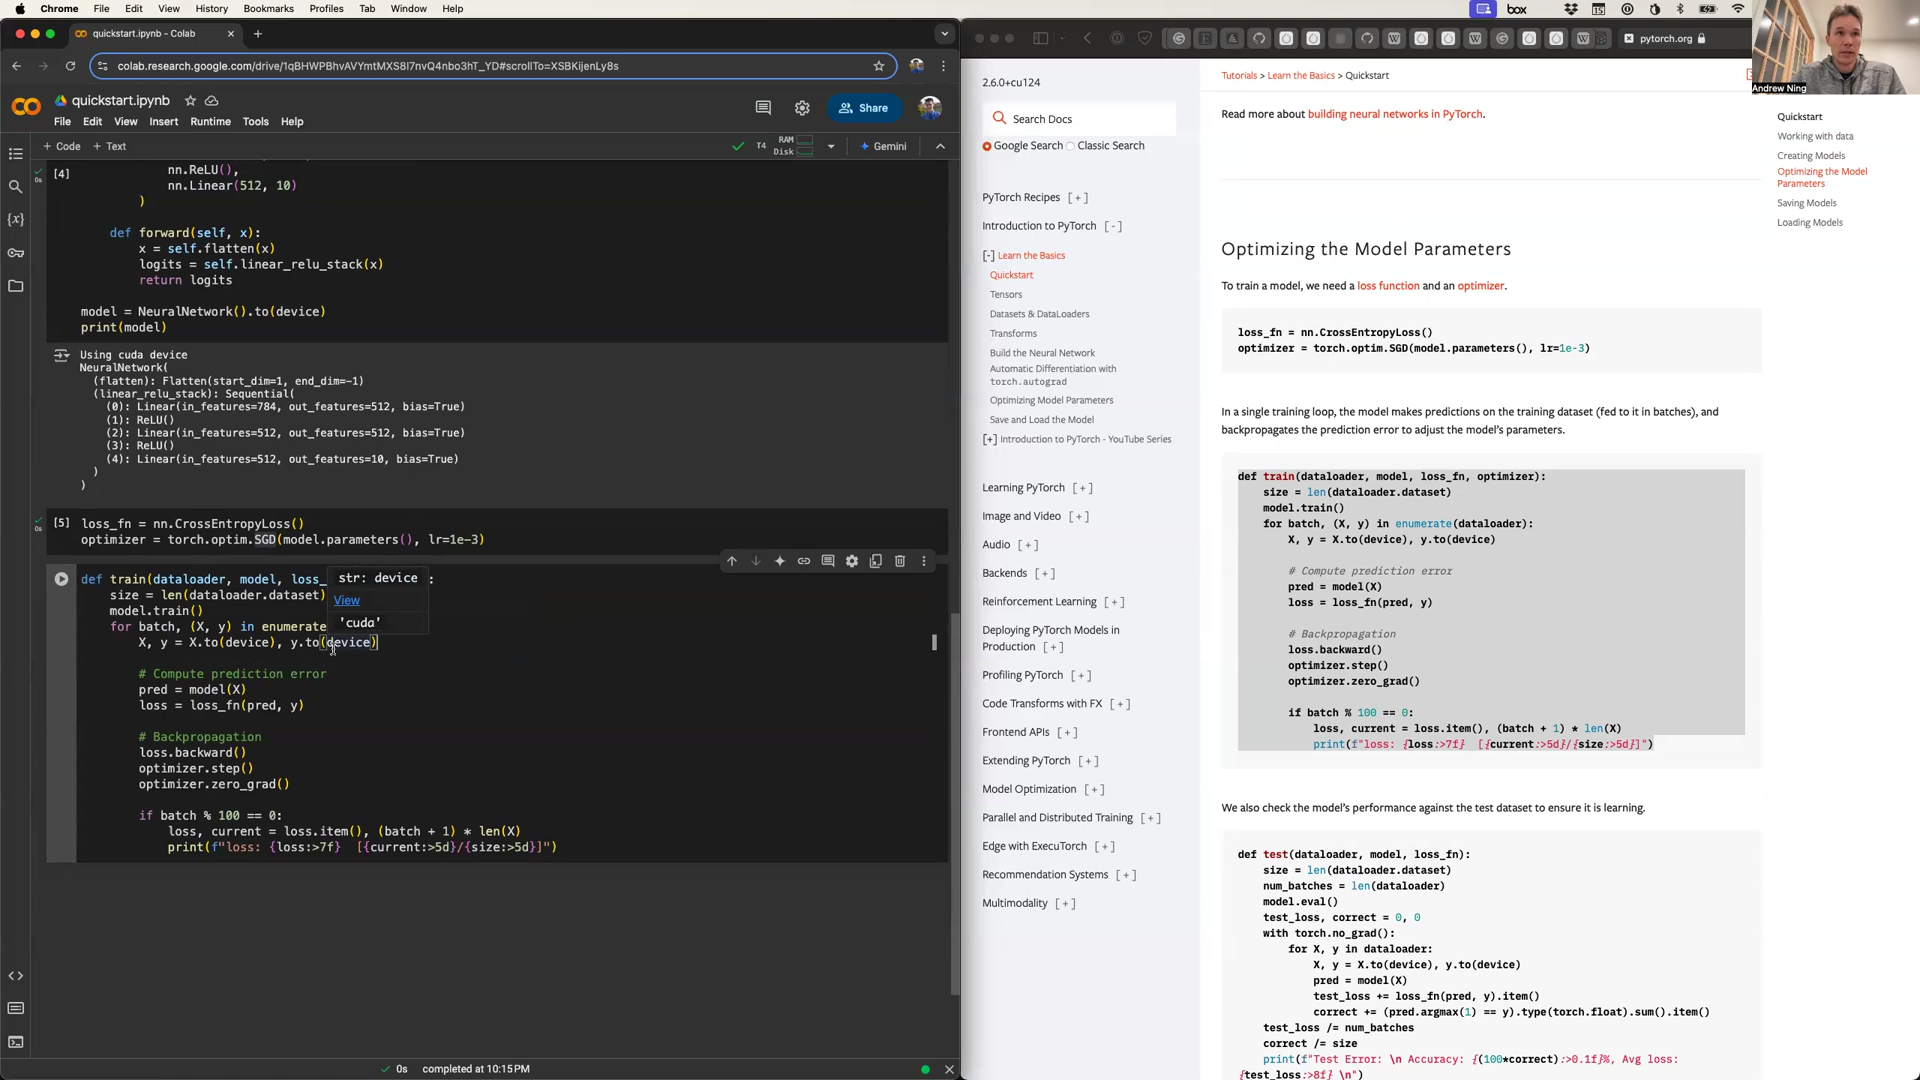 Chrome File Edit View History Bookmarks Profiles Tab Window Help
box
quickstart.ipynb - Colab
colab.research.google.com/drive/1qBHWPBhvAVYmtMXS8I7nvQ4nbo3hT_YD#scrollTo=XSBKijenLy8s
quickstart.ipynb
Share
File Edit View Insert Runtime Tools Help
+ Code + Text
T4 RAM Disk
Gemini
[4]
0s
nn.ReLU(),
nn.Linear(512, 10)
)
def forward(self, x):
x = self.flatten(x)
logits = self.linear_relu_stack(x)
return logits
model = NeuralNetwork().to(device)
print(model)
Using cuda device
NeuralNetwork(
(flatten): Flatten(start_dim=1, end_dim=-1)
(linear_relu_stack): Sequential(
(0): Linear(in_features=784, out_features=512, bias=True)
(1): ReLU()
(2): Linear(in_features=512, out_features=512, bias=True)
(3): ReLU()
(4): Linear(in_features=512, out_features=10, bias=True)
)
)
[5]
0s
loss_fn = nn.CrossEntropyLoss()
optimizer = torch.optim.SGD(model.parameters(), lr=1e-3)
def train(dataloader, model, loss_
:
str: device
View
'cuda'
size = len(dataloader.dataset)
model.train()
for batch, (X, y) in enumerate
X, y = X.to(device), y.to(device)
# Compute prediction error
pred = model(X)
loss = loss_fn(pred, y)
# Backpropagation
loss.backward()
optimizer.step()
optimizer.zero_grad()
if batch % 100 == 0:
loss, current = loss.item(), (batch + 1) * len(X)
print(f"loss: {loss:>7f}  [{current:>5d}/{size:>5d}]")
0s completed at 10:15PM
pytorch.org
Andrew Ning
2.6.0+cu124
Search Docs
Google Search Classic Search
PyTorch Recipes [ + ]
Introduction to PyTorch [ - ]
[-] Learn the Basics
Quickstart
Tensors
Datasets & DataLoaders
Transforms
Build the Neural Network
Automatic Differentiation with
torch.autograd
Optimizing Model Parameters
Save and Load the Model
[+] Introduction to PyTorch - YouTube Series
Learning PyTorch [ + ]
Image and Video [ + ]
Audio [ + ]
Backends [ + ]
Reinforcement Learning [ + ]
Deploying PyTorch Models in
Production [ + ]
Profiling PyTorch [ + ]
Code Transforms with FX [ + ]
Frontend APIs [ + ]
Extending PyTorch [ + ]
Model Optimization [ + ]
Parallel and Distributed Training [ + ]
Edge with ExecuTorch [ + ]
Recommendation Systems [ + ]
Multimodality [ + ]
Tutorials > Learn the Basics > Quickstart
Read more about building neural networks in PyTorch.
Optimizing the Model Parameters
To train a model, we need a loss function and an optimizer.
loss_fn = nn.CrossEntropyLoss()
optimizer = torch.optim.SGD(model.parameters(), lr=1e-3)
In a single training loop, the model makes predictions on the training dataset (fed to it in batches), and
backpropagates the prediction error to adjust the model's parameters.
def train(dataloader, model, loss_fn, optimizer):
size = len(dataloader.dataset)
model.train()
for batch, (X, y) in enumerate(dataloader):
X, y = X.to(device), y.to(device)
# Compute prediction error
pred = model(X)
loss = loss_fn(pred, y)
# Backpropagation
loss.backward()
optimizer.step()
optimizer.zero_grad()
if batch % 100 == 0:
loss, current = loss.item(), (batch + 1) * len(X)
print(f"loss: {loss:>7f}  [{current:>5d}/{size:>5d}]")
We also check the model's performance against the test dataset to ensure it is learning.
def test(dataloader, model, loss_fn):
size = len(dataloader.dataset)
num_batches = len(dataloader)
model.eval()
test_loss, correct = 0, 0
with torch.no_grad():
for X, y in dataloader:
X, y = X.to(device), y.to(device)
pred = model(X)
test_loss += loss_fn(pred, y).item()
correct += (pred.argmax(1) == y).type(torch.float).sum().item()
test_loss /= num_batches
correct /= size
print(f"Test Error: \n Accuracy: {(100*correct):>0.1f}%, Avg loss:
{test_loss:>8f} \n")
Quickstart
Working with data
Creating Models
Optimizing the Model
Parameters
Saving Models
Loading Models